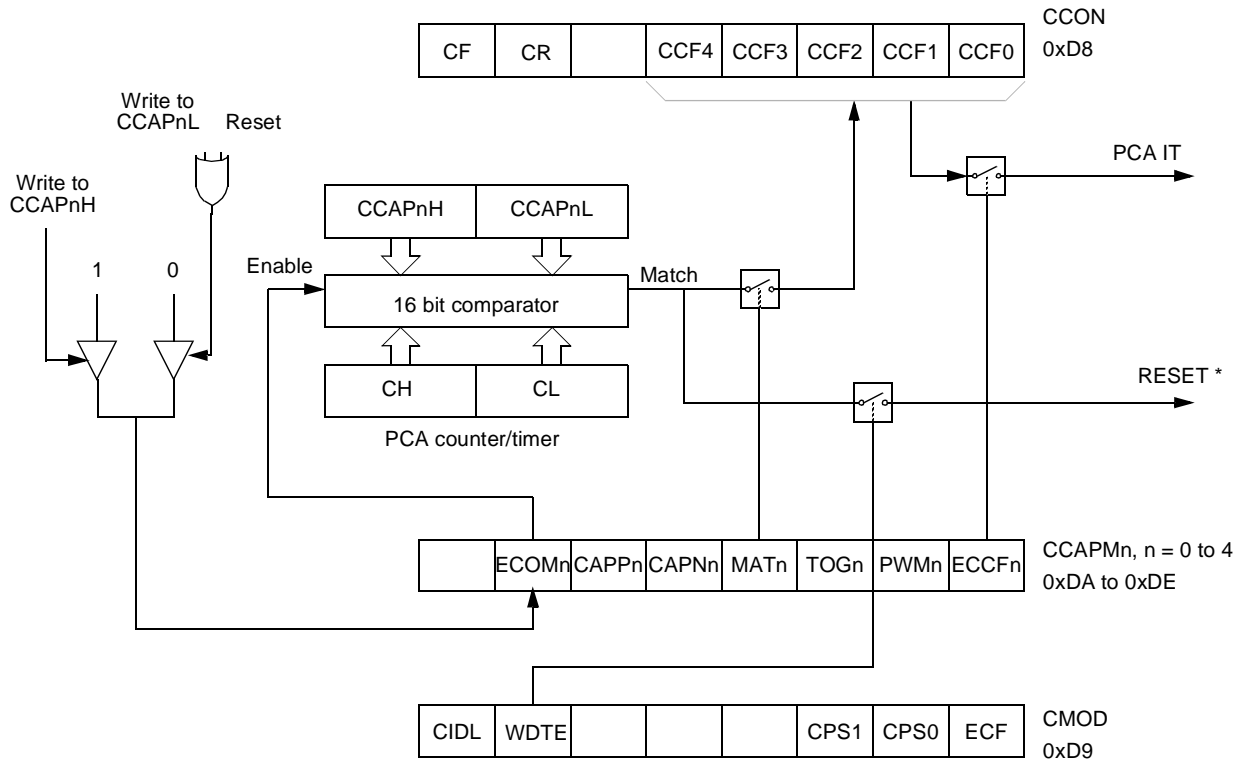 CCON
CF CR CCF4 CCF3 CCF2 CCF1 CCF0
0xD8
Write to
CCAPnL Reset
PCA IT
Write to
CCAPnH
CCAPnH CCAPnL
1 0
Enable
Match
16 bit comparator
RESET *
CH CL
PCA counter/timer
ECOMn CAPPn CAPNn MATn TOGn PWMn ECCFn
CCAPMn, n = 0 to 4
0xDA to 0xDE
CIDL WDTE CPS1 CPS0 ECF
CMOD
0xD9